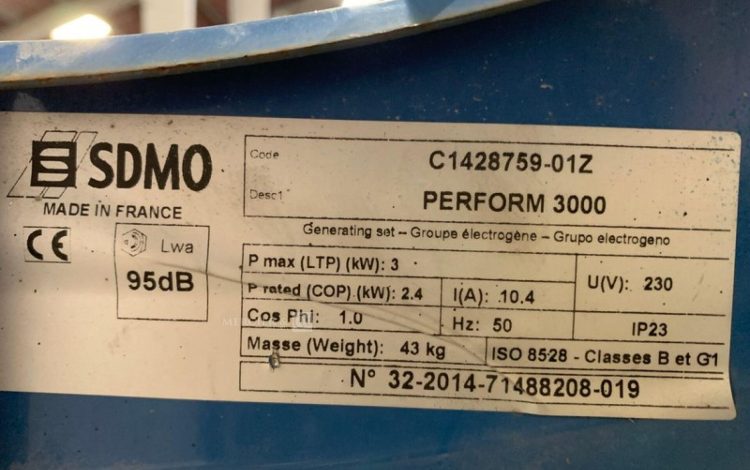 SDMO
MADE IN FRANCE
CE
Lwa
95dB
Code C1428759-01Z
Desc1 PERFORM 3000
Generating set – Groupe électrogène – Grupo electrogeno
P max (LTP) (kW): 3
U(V): 230
P rated (COP) (kW): 2.4
I(A): 10.4
Cos Phi: 1.0
Hz: 50
IP23
Masse (Weight): 43 kg
ISO 8528 - Classes B et G1
N° 32-2014-71488208-019